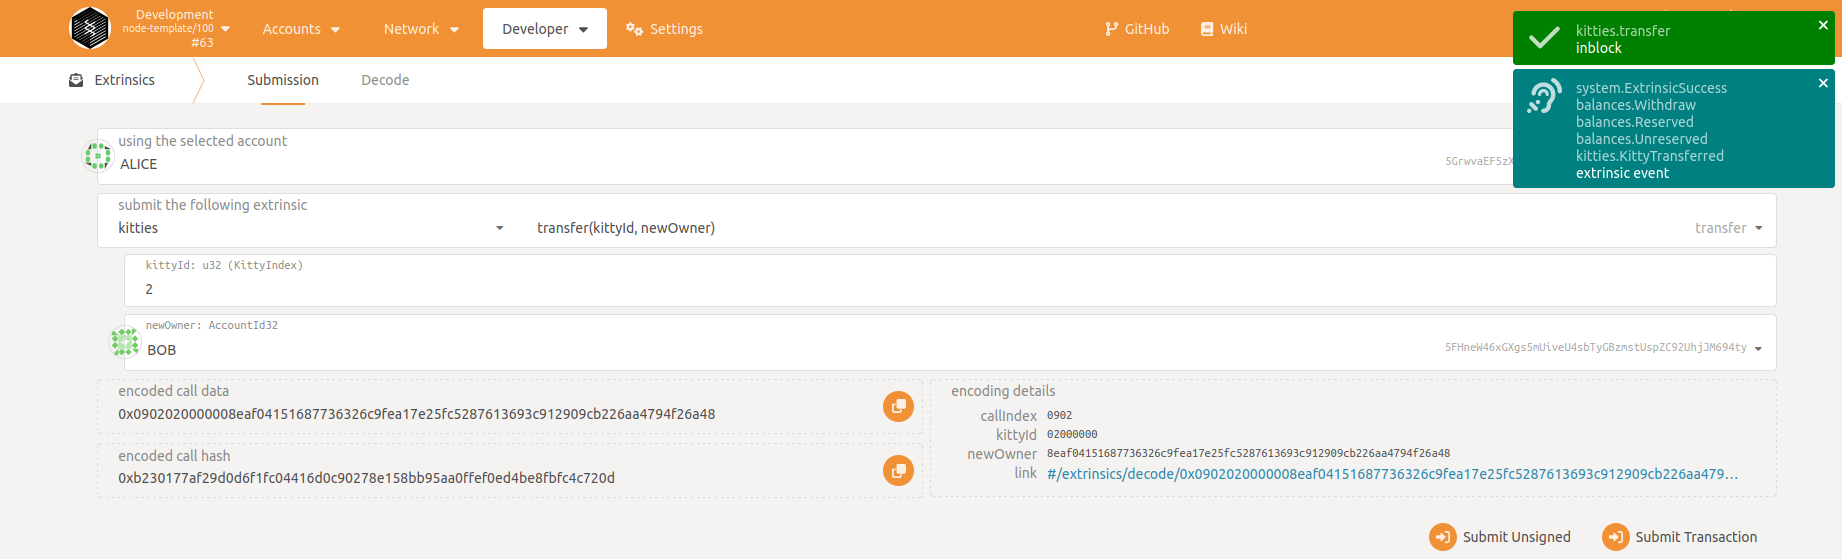 Development
node-template/100
#63
Accounts
Network
Developer
Settings
GitHub
Wiki
kitties.transfer
inblock
system.ExtrinsicSuccess
balances.Withdraw
balances.Reserved
balances.Unreserved
kitties.KittyTransferred
extrinsic event
Extrinsics
Submission
Decode
using the selected account
ALICE
5GrwvaEF5zX
submit the following extrinsic
kitties
transfer(kittyId, newOwner)
transfer
kittyId: u32 (KittyIndex)
2
newOwner: AccountId32
BOB
5FHneW46xGXgs5mUiveU4sbTyGBzmstUspZC92UhjJM694ty
encoded call data
0x0902020000008eaf04151687736326c9fea17e25fc5287613693c912909cb226aa4794f26a48
encoded call hash
0xb230177af29d0d6f1fc04416d0c90278e158bb95aa0ffef0ed4be8fbfc4c720d
encoding details
callIndex 0902
kittyId 02000000
newOwner 8eaf04151687736326c9fea17e25fc5287613693c912909cb226aa4794f26a48
link #/extrinsics/decode/0x0902020000008eaf04151687736326c9fea17e25fc5287613693c912909cb226aa479…
Submit Unsigned
Submit Transaction